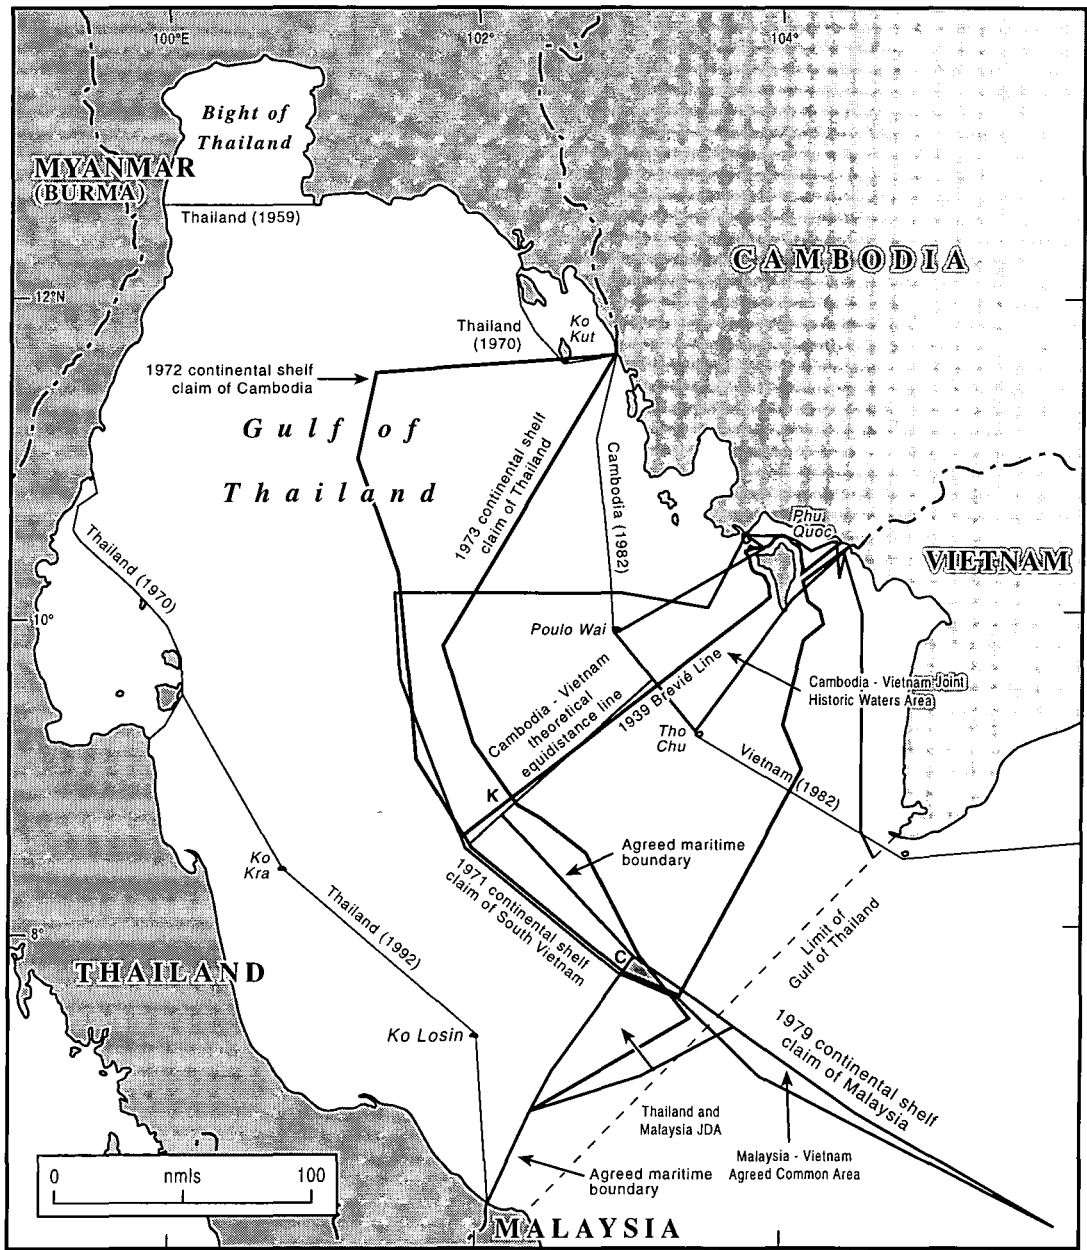 100°E
102°
104°
Bight of
Thailand
MYANMAR
(BURMA)
Thailand (1959)
CAMBODIA
12°N
Thailand
(1970)
Ko
Kut
1972 continental shelf
claim of Cambodia
Gulf of
Thailand
1973 continental shelf
claim of Thailand
Cambodia (1982)
Phu
Quoc
VIETNAM
Thailand (1970)
10°
Poulo Wai
Cambodia - Vietnam
theoretical
equidistance line
1939 Brevié Line
Cambodia - Vietnam Joint
Historic Waters Area
Tho
Chu
Vietnam (1982)
K
Agreed maritime
boundary
Ko
Kra
1971 continental shelf
claim of South Vietnam
Thailand (1992)
Limit of
Gulf of Thailand
8°
C
THAILAND
Ko Losin
1979 continental shelf
claim of Malaysia
Thailand and
Malaysia JDA
Malaysia - Vietnam
Agreed Common Area
Agreed maritime
boundary
0 nmls 100
MALAYSIA